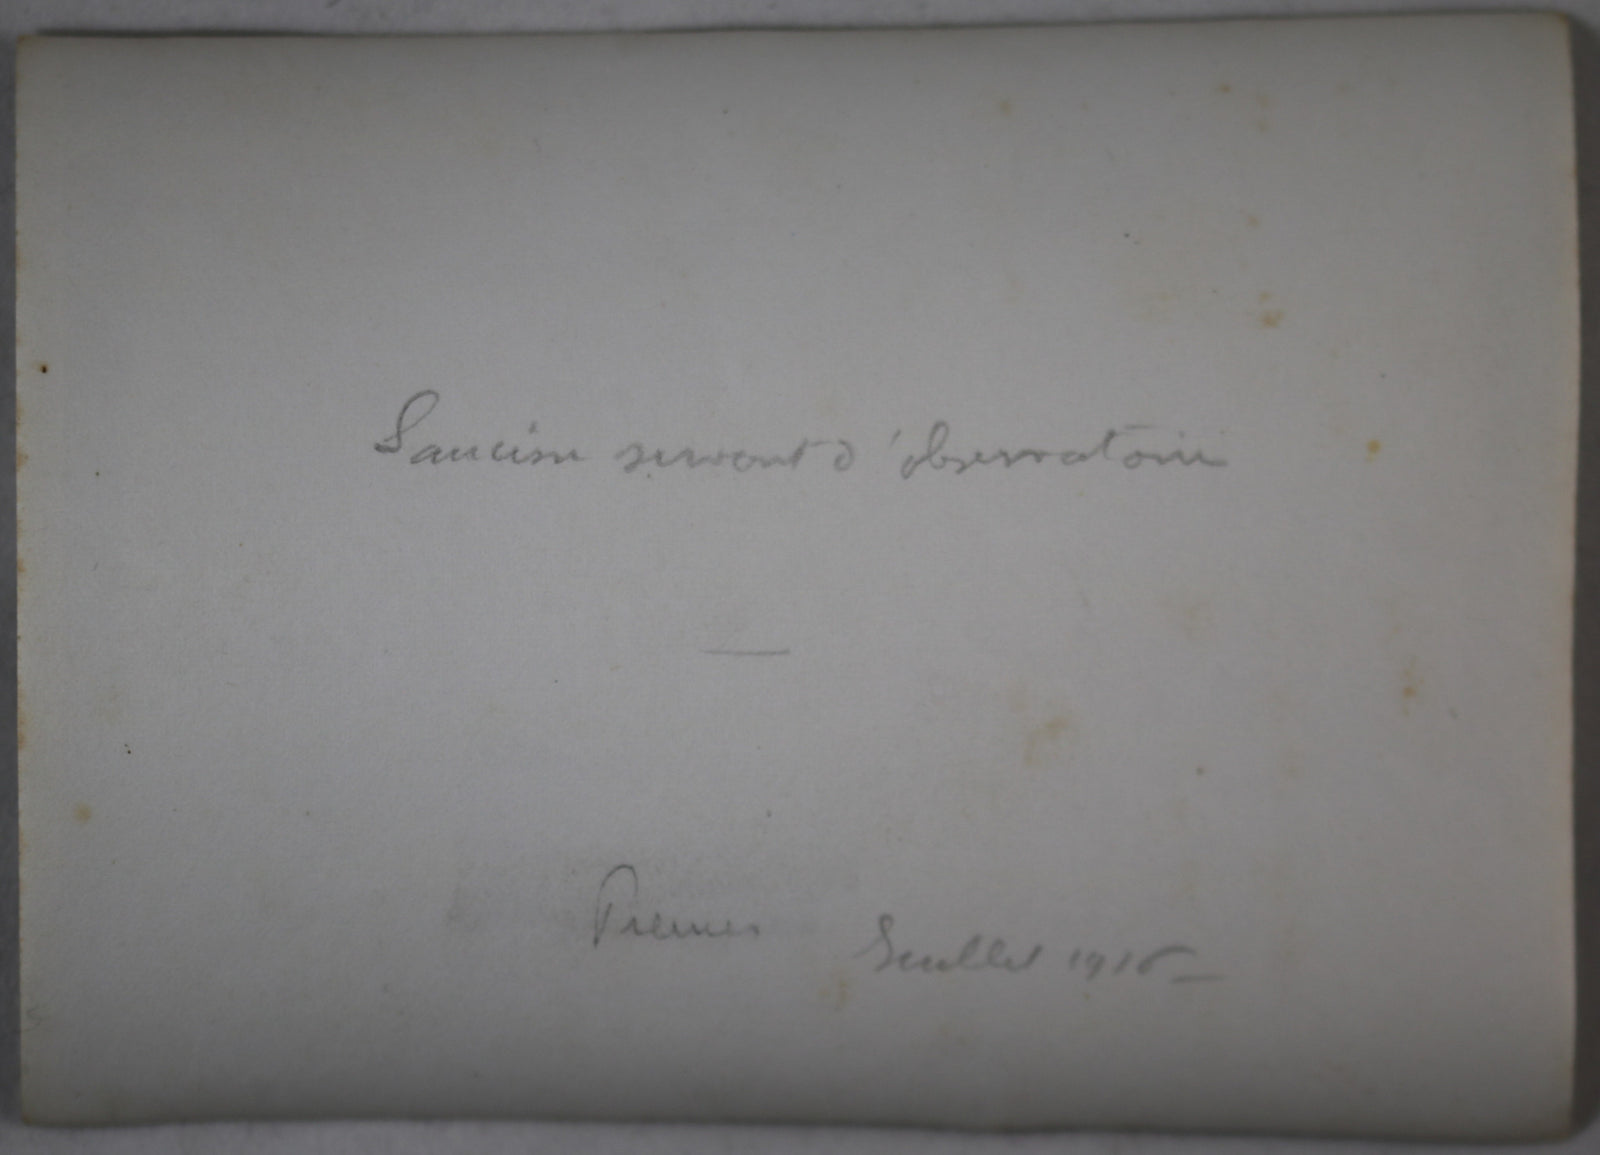 Saucisse servant d'observatoire
Juillet 1916